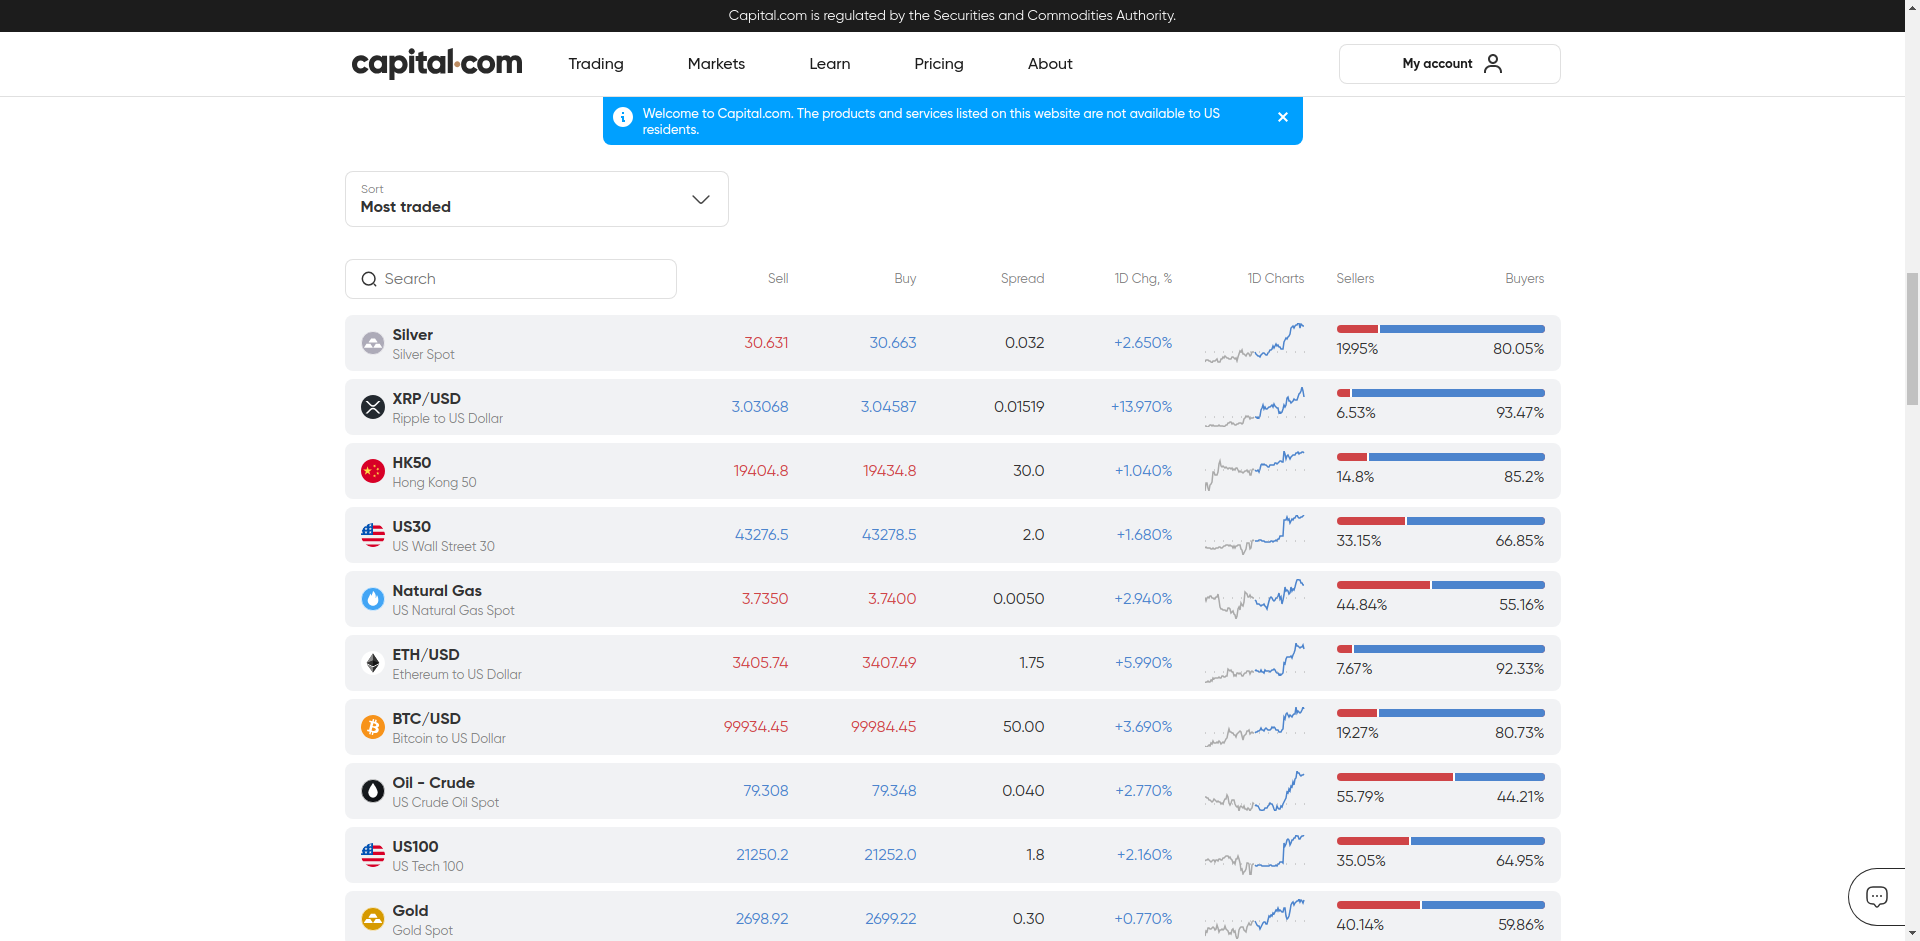 Capital.com is regulated by the Securities and Commodities Authority.
capital.com Trading Markets Learn Pricing About My account
Welcome to Capital.com. The products and services listed on this website are not available to US
residents.
Sort
Most traded
Search Sell Buy Spread 1D Chg, % 1D Charts Sellers Buyers
Silver
Silver Spot
30.631 30.663 0.032 +2.650% 19.95% 80.05%
XRP/USD
Ripple to US Dollar
3.03068 3.04587 0.01519 +13.970% 6.53% 93.47%
HK50
Hong Kong 50
19404.8 19434.8 30.0 +1.040% 14.8% 85.2%
US30
US Wall Street 30
43276.5 43278.5 2.0 +1.680% 33.15% 66.85%
Natural Gas
US Natural Gas Spot
3.7350 3.7400 0.0050 +2.940% 44.84% 55.16%
ETH/USD
Ethereum to US Dollar
3405.74 3407.49 1.75 +5.990% 7.67% 92.33%
BTC/USD
Bitcoin to US Dollar
99934.45 99984.45 50.00 +3.690% 19.27% 80.73%
Oil - Crude
US Crude Oil Spot
79.308 79.348 0.040 +2.770% 55.79% 44.21%
US100
US Tech 100
21250.2 21252.0 1.8 +2.160% 35.05% 64.95%
Gold
Gold Spot
2698.92 2699.22 0.30 +0.770% 40.14% 59.86%